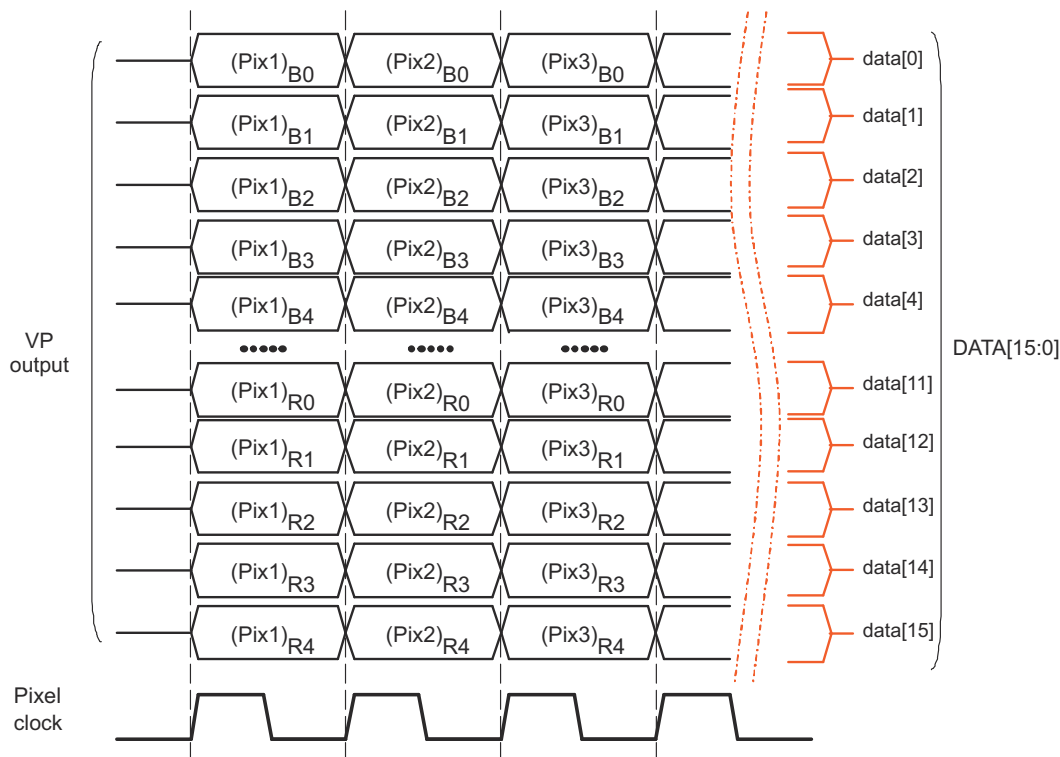 (Pix1)B0 (Pix2)B0 (Pix3)B0 data[0]
(Pix1)B1 (Pix2)B1 (Pix3)B1 data[1]
(Pix1)B2 (Pix2)B2 (Pix3)B2 data[2]
(Pix1)B3 (Pix2)B3 (Pix3)B3 data[3]
(Pix1)B4 (Pix2)B4 (Pix3)B4 data[4]
VP
output
DATA[15:0]
(Pix1)R0 (Pix2)R0 (Pix3)R0 data[11]
(Pix1)R1 (Pix2)R1 (Pix3)R1 data[12]
(Pix1)R2 (Pix2)R2 (Pix3)R2 data[13]
(Pix1)R3 (Pix2)R3 (Pix3)R3 data[14]
(Pix1)R4 (Pix2)R4 (Pix3)R4 data[15]
Pixel
clock